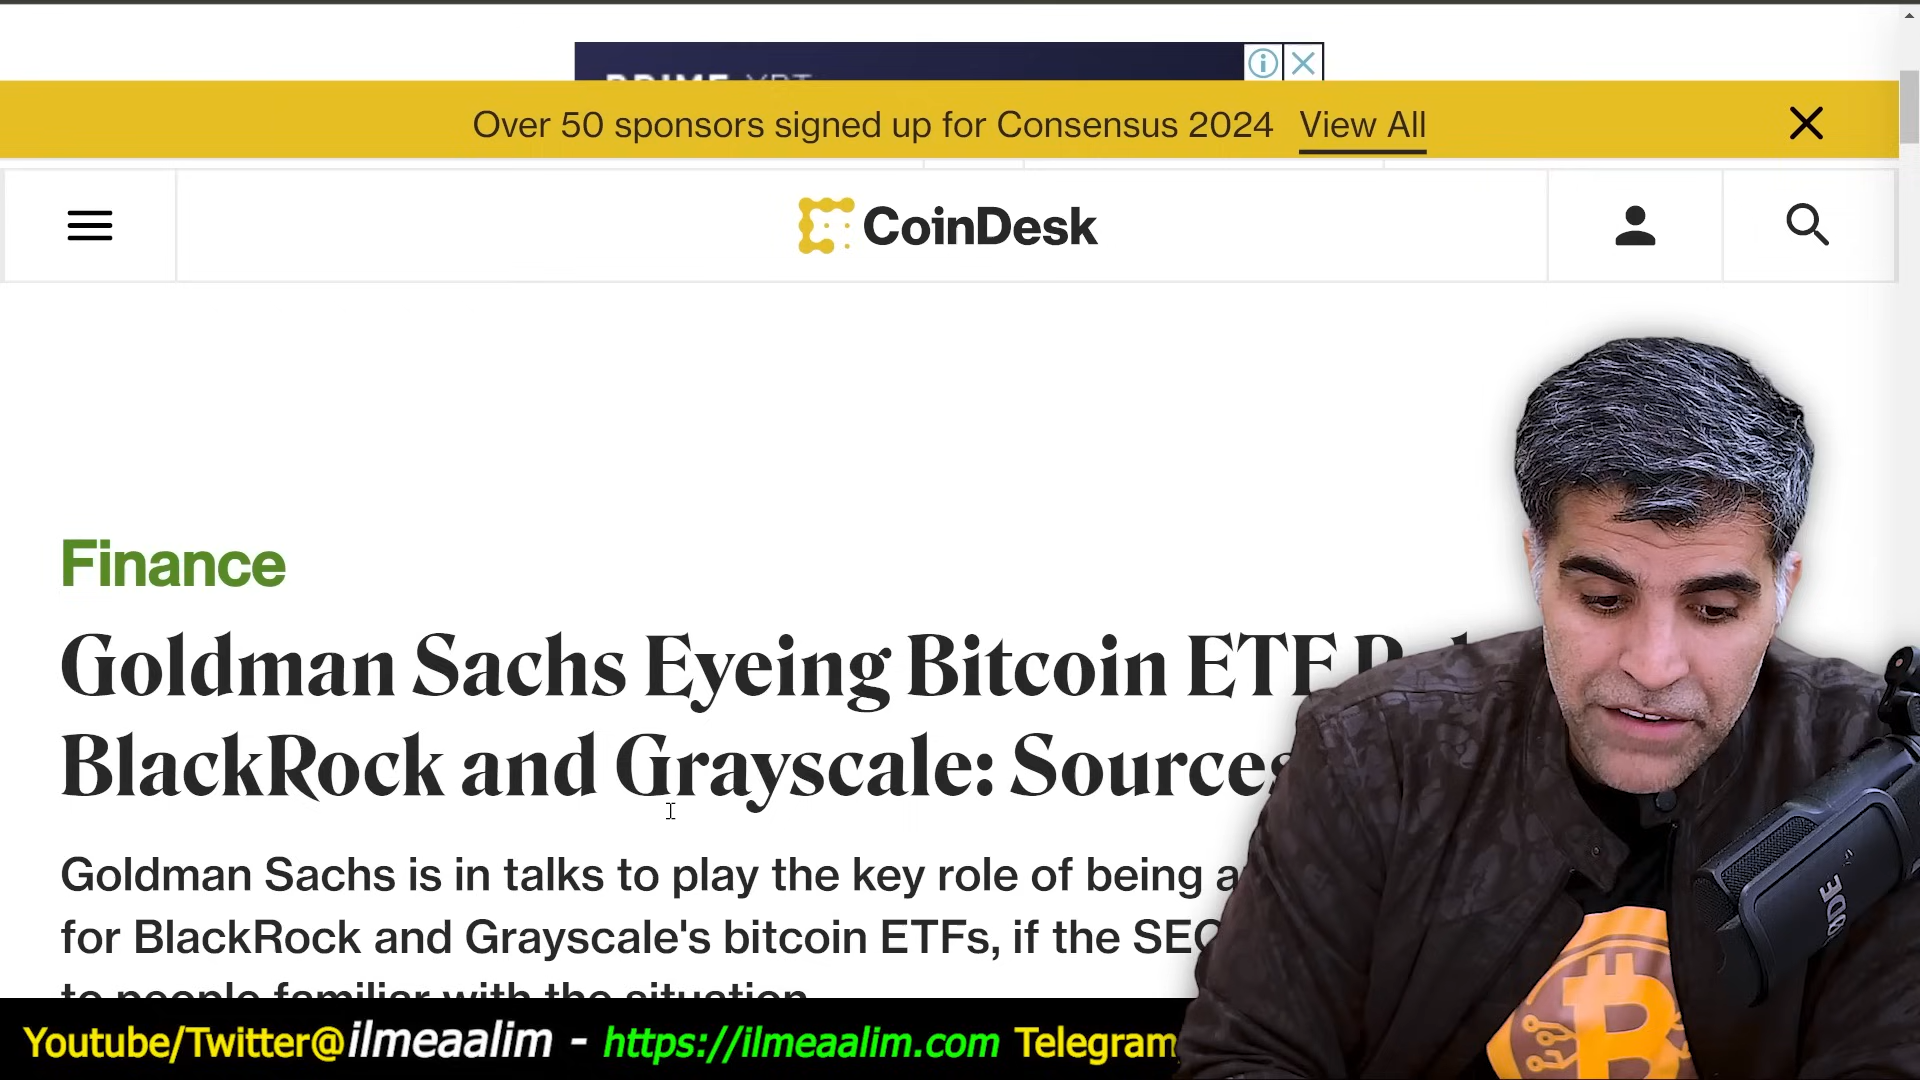 Over 50 sponsors signed up for Consensus 2024 View All
CoinDesk
Finance
Goldman Sachs Eyeing Bitcoin ETF
BlackRock and Grayscale: Sources
Goldman Sachs is in talks to play the key role of being
for BlackRock and Grayscale's bitcoin ETFs, if the SEC
to people familiar with the situation
Youtube/Twitter@ilmeaalim - https://ilmeaalim.com Telegram